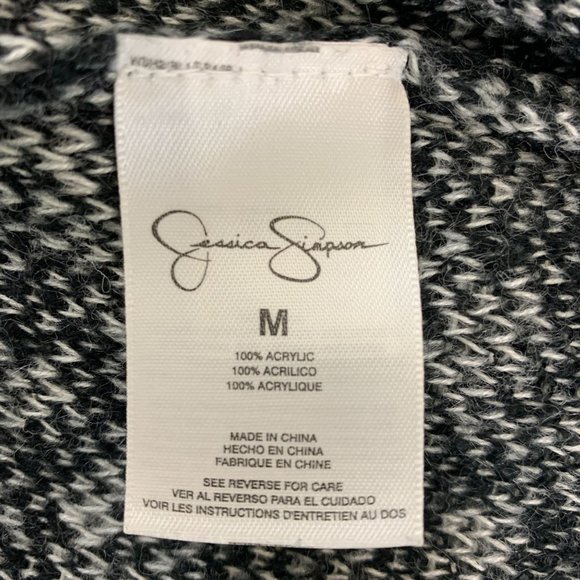 Jessica Simpson
M
100% ACRYLIC
100% ACRILICO
100% ACRYLIQUE
MADE IN CHINA
HECHO EN CHINA
FABRIQUE EN CHINE
SEE REVERSE FOR CARE
VER AL REVERSO PARA EL CUIDADO
VOIR LES INSTRUCTIONS D'ENTRETIEN AU DOS